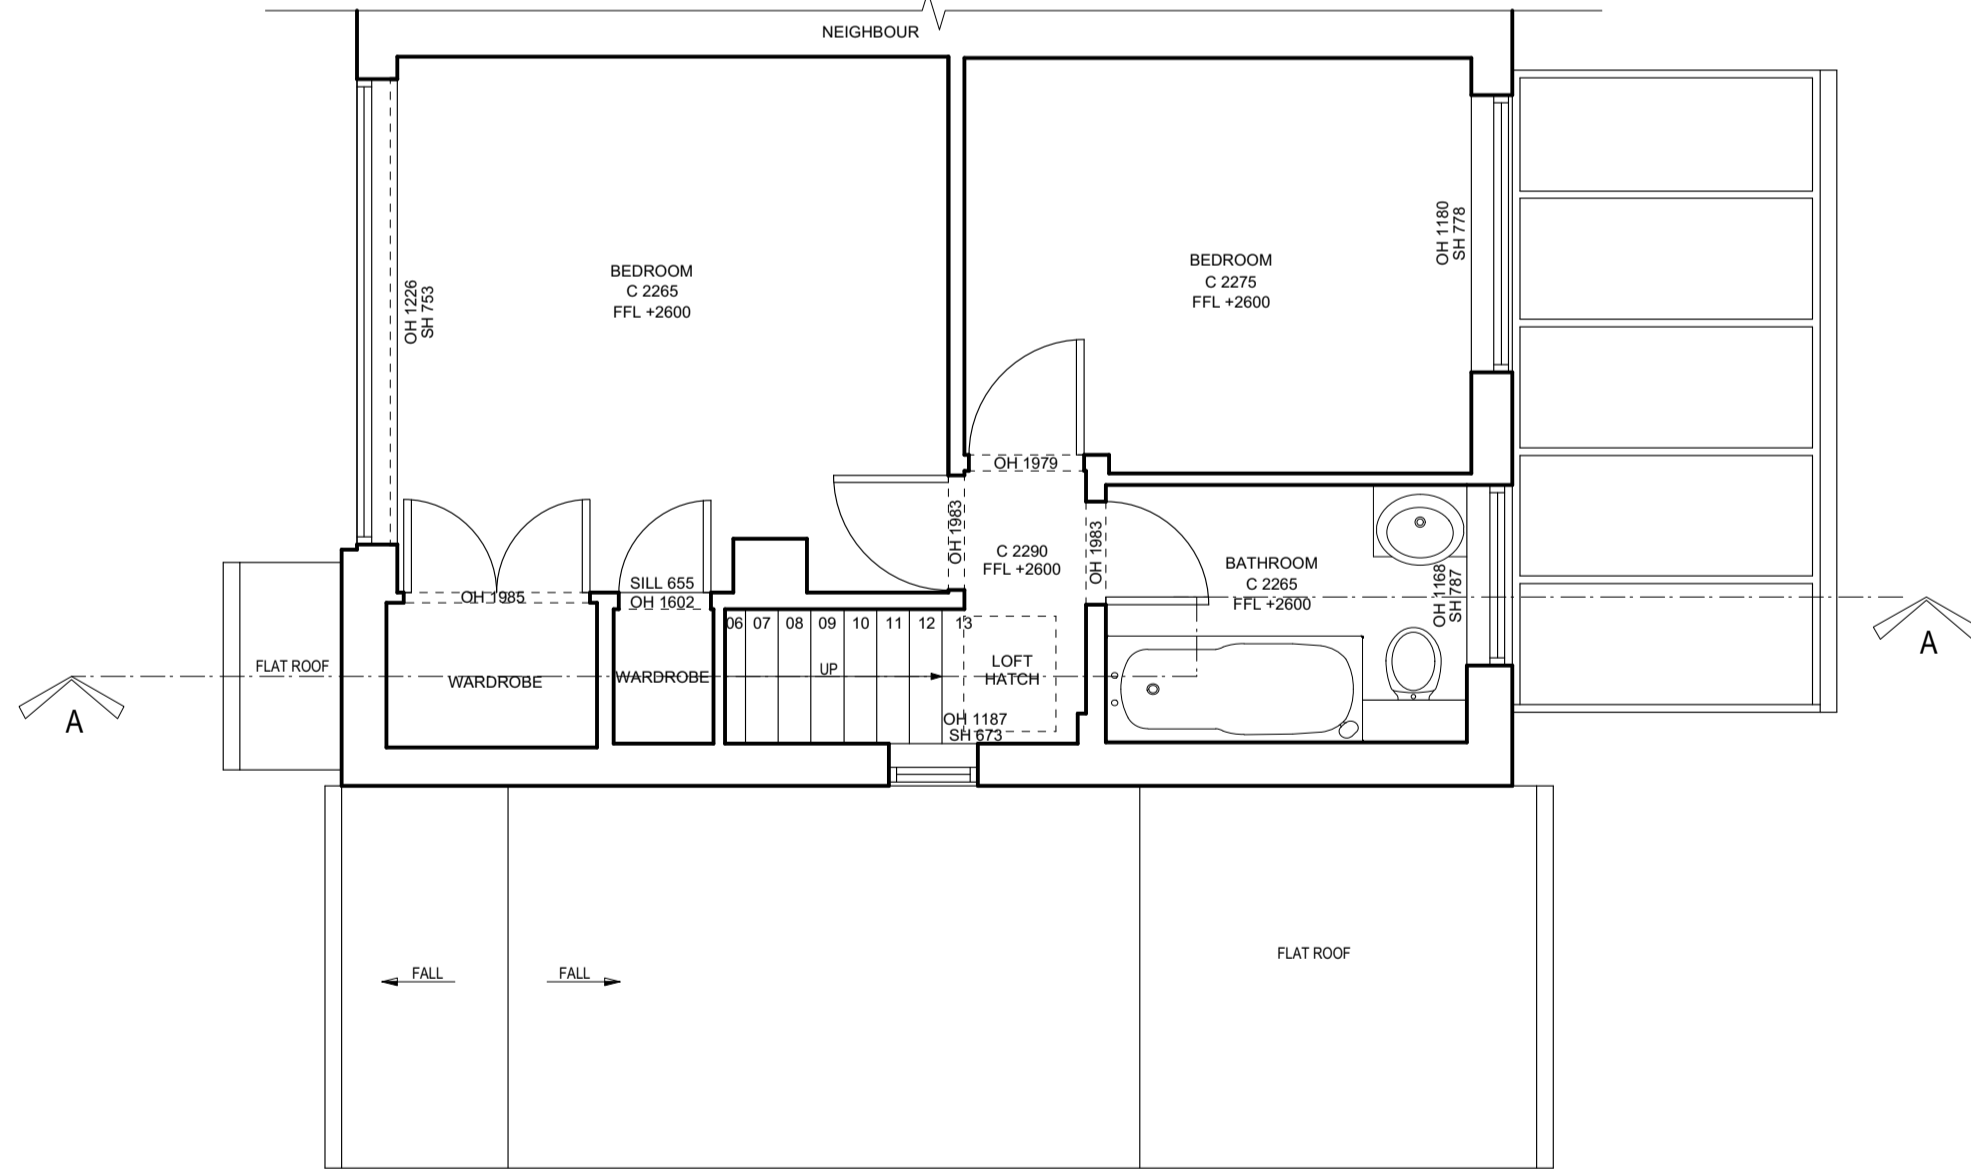 NEIGHBOUR
BEDROOM
C 2265
FFL +2600
OH 1226
SH 753
BEDROOM
C 2275
FFL +2600
OH 1180
SH 778
OH 1979
OH 1983
C 2290
FFL +2600
OH 1983
BATHROOM
C 2265
FFL +2600
OH 1168
SH 787
OH 1985
SILL 655
OH 1602
06 07 08 09 10 11 12 13
FLAT ROOF
WARDROBE
WARDROBE
UP
LOFT
HATCH
OH 1187
SH 673
A
A
FALL
FALL
FLAT ROOF